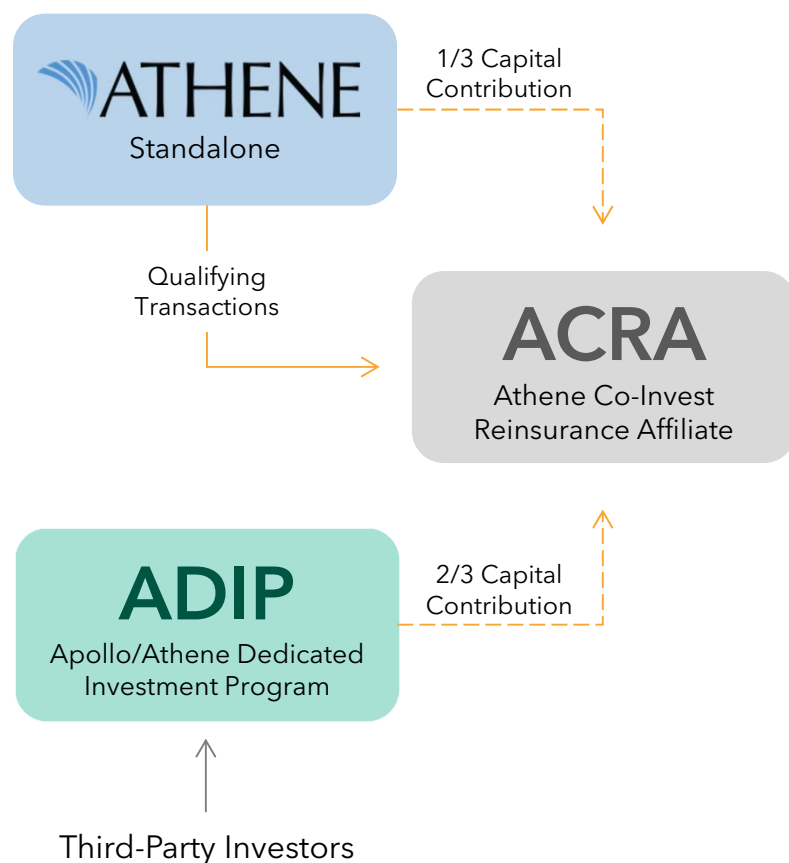 ATHENE
Standalone
1/3 Capital
Contribution
Qualifying
Transactions
ACRA
Athene Co-Invest
Reinsurance Affiliate
ADIP
Apollo/Athene Dedicated
Investment Program
2/3 Capital
Contribution
Third-Party Investors